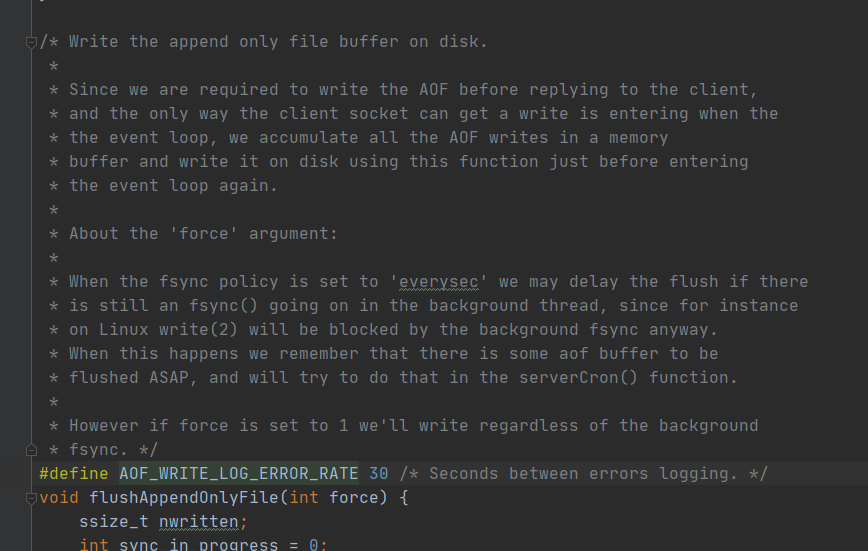 /* Write the append only file buffer on disk.
*
* Since we are required to write the AOF before replying to the client,
* and the only way the client socket can get a write is entering when the
* the event loop, we accumulate all the AOF writes in a memory
* buffer and write it on disk using this function just before entering
* the event loop again.
*
* About the 'force' argument:
*
* When the fsync policy is set to 'everysec' we may delay the flush if there
* is still an fsync() going on in the background thread, since for instance
* on Linux write(2) will be blocked by the background fsync anyway.
* When this happens we remember that there is some aof buffer to be
* flushed ASAP, and will try to do that in the serverCron() function.
*
* However if force is set to 1 we'll write regardless of the background
* fsync. */
#define AOF_WRITE_LOG_ERROR_RATE 30 /* Seconds between errors logging. */
void flushAppendOnlyFile(int force) {
ssize_t nwritten;
int sync_in_progress = 0;